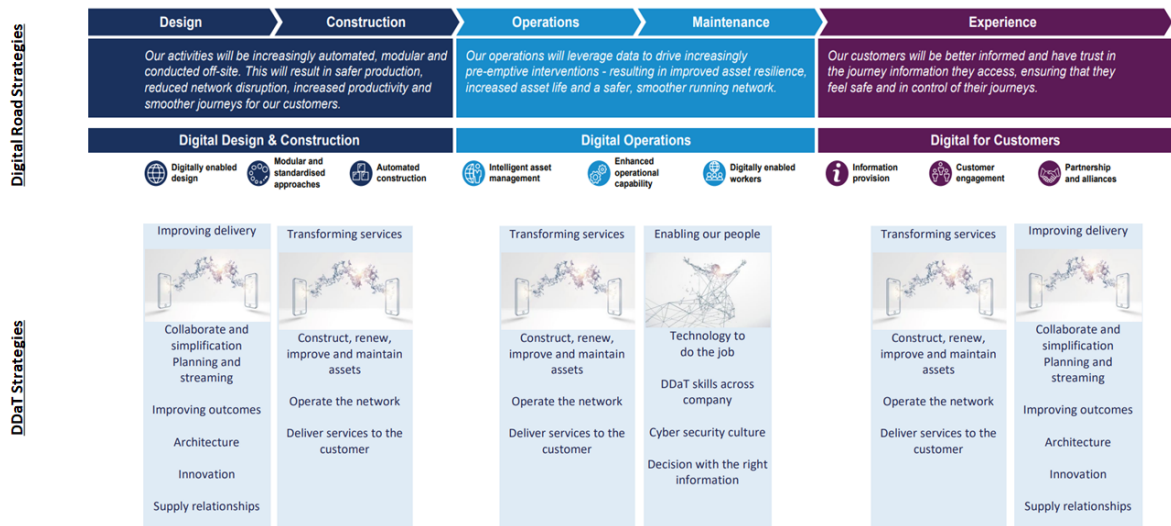 Digital Road Strategies
Design
Construction
Operations
Maintenance
Experience
Our activities will be increasingly automated, modular and
conducted off-site. This will result in safer production,
reduced network disruption, increased productivity and
smoother journeys for our customers.
Our operations will leverage data to drive increasingly
pre-emptive interventions - resulting in improved asset resilience,
increased asset life and a safer, smoother running network.
Our customers will be better informed and have trust in
the journey information they access, ensuring that they
feel safe and in control of their journeys.
Digital Design & Construction
Digital Operations
Digital for Customers
Digitally enabled
design
Modular and
standardised
approaches
Automated
construction
Intelligent asset
management
Enhanced
operational
capability
Digitally enabled
workers
Information
provision
Customer
engagement
Partnership
and alliances
DDaT Strategies
Improving delivery
Collaborate and
simplification
Planning and
streaming
Improving outcomes
Architecture
Innovation
Supply relationships
Transforming services
Construct, renew,
improve and maintain
assets
Operate the network
Deliver services to the
customer
Transforming services
Construct, renew,
improve and maintain
assets
Operate the network
Deliver services to the
customer
Enabling our people
Technology to
do the job
DDaT skills across
company
Cyber security culture
Decision with the right
information
Transforming services
Construct, renew,
improve and maintain
assets
Operate the network
Deliver services to the
customer
Improving delivery
Collaborate and
simplification
Planning and
streaming
Improving outcomes
Architecture
Innovation
Supply relationships